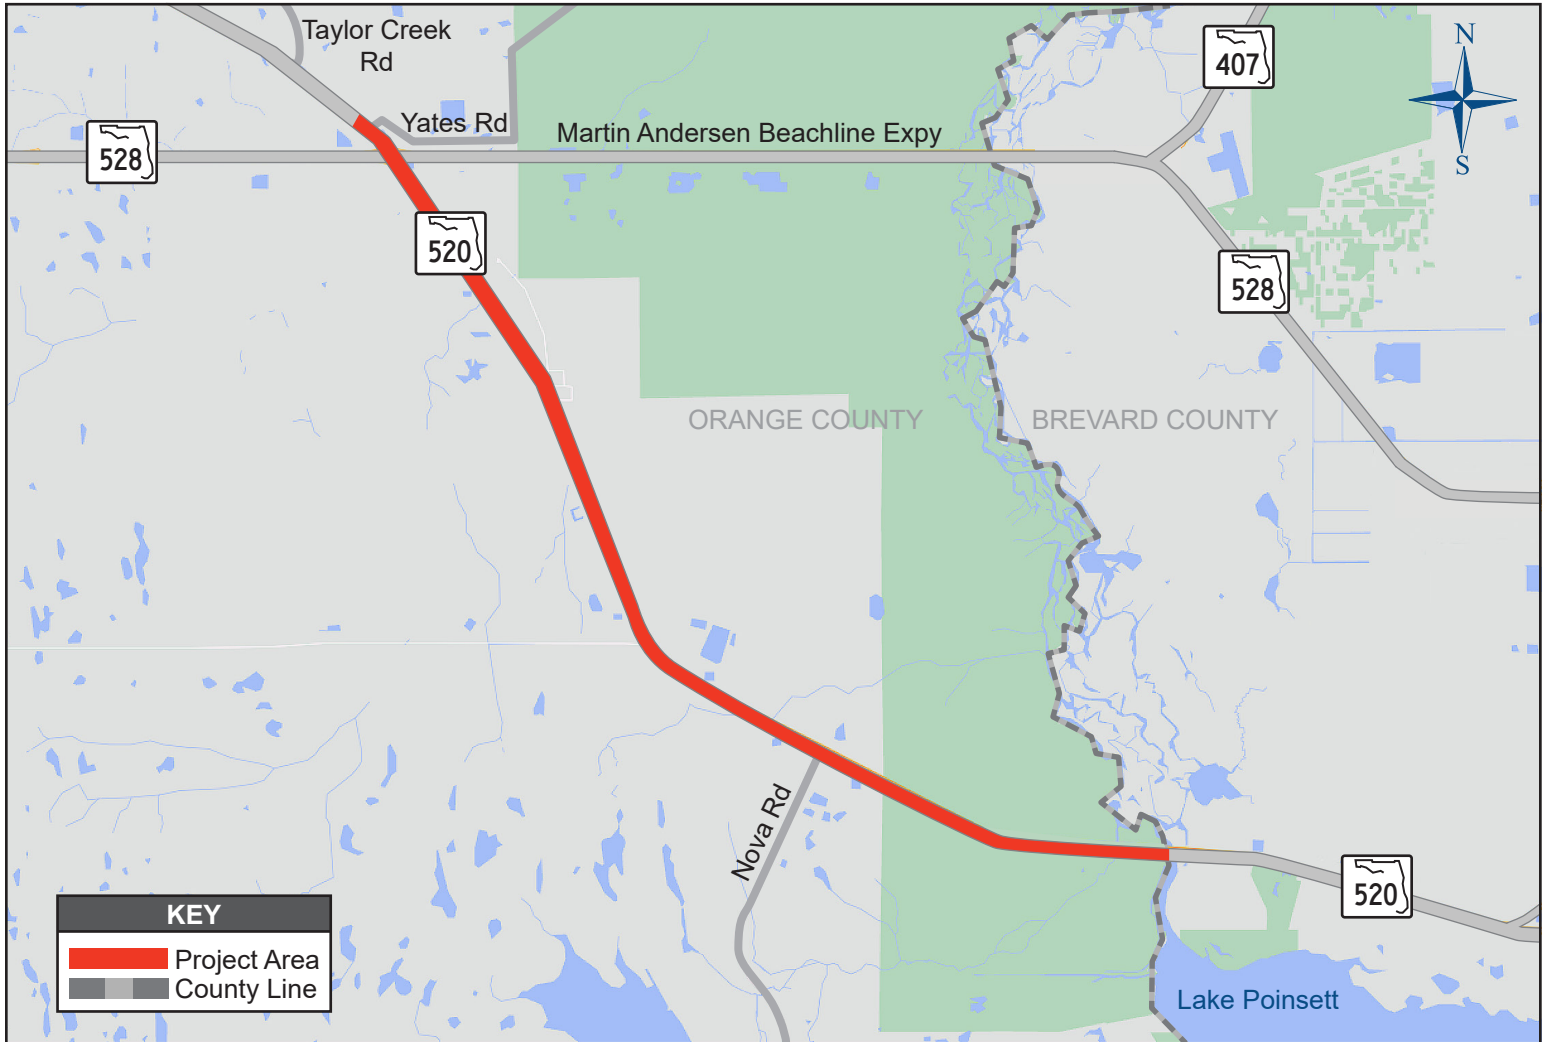 Taylor Creek
Rd
407
N
S
Yates Rd
Martin Andersen Beachline Expy
528
520
528
ORANGE COUNTY
BREVARD COUNTY
Nova Rd
520
KEY
Project Area
County Line
Lake Poinsett